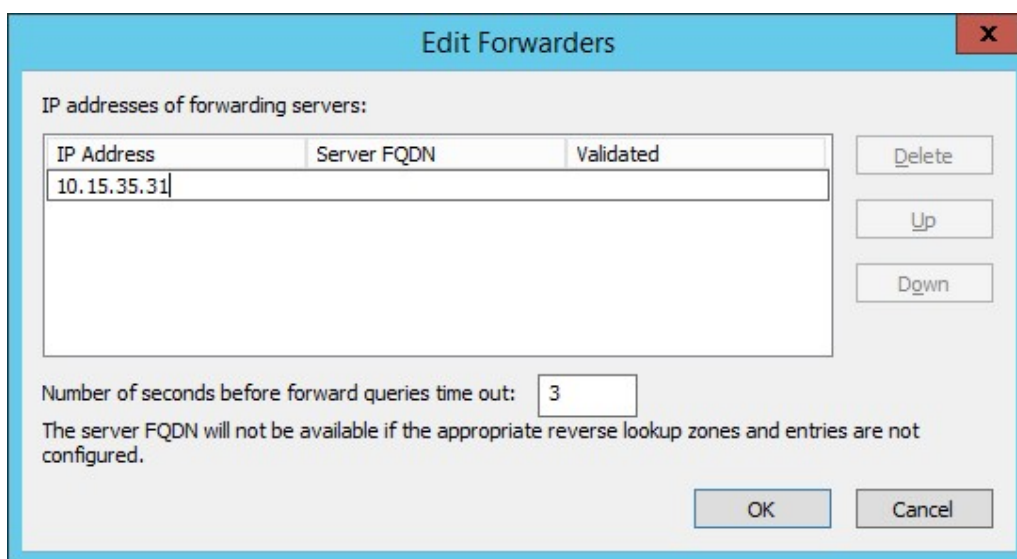 Edit Forwarders
x
IP addresses of forwarding servers:
IP Address Server FQDN Validated
10.15.35.31
Delete
Up
Down
Number of seconds before forward queries time out: 3
The server FQDN will not be available if the appropriate reverse lookup zones and entries are not
configured.
OK Cancel